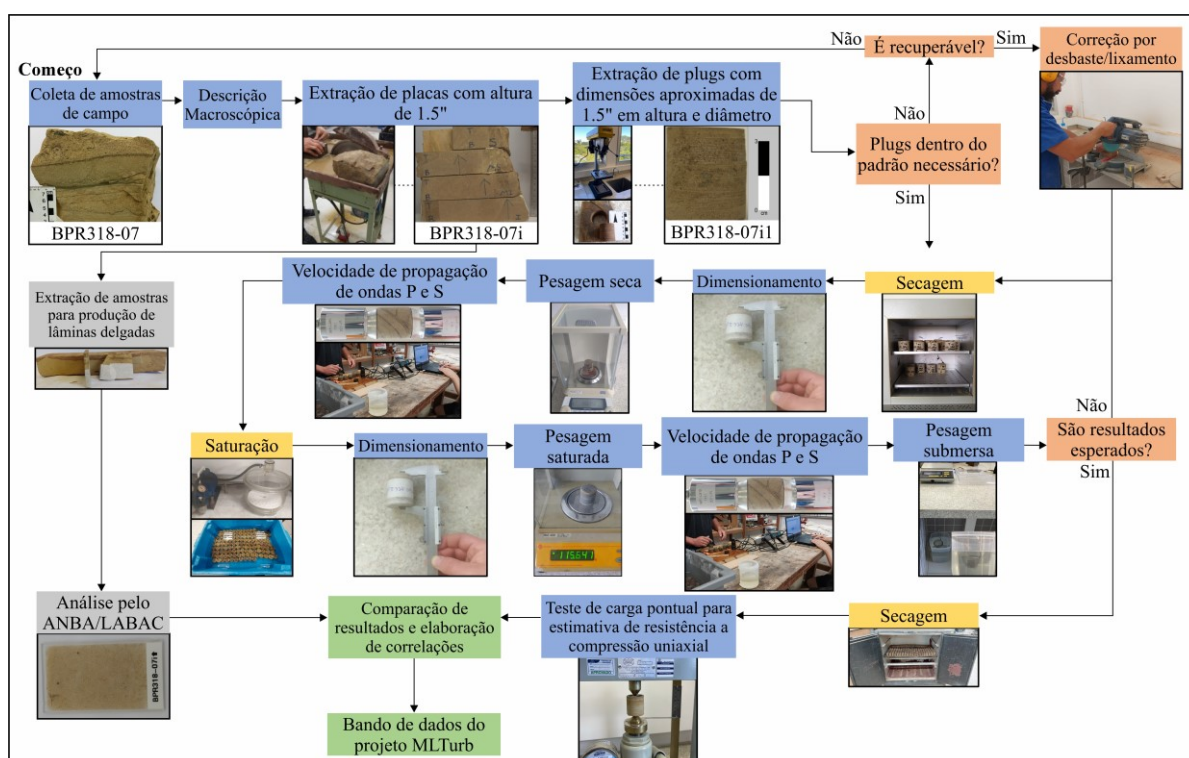 Começo
Coleta de amostras
de campo
BPR318-07
Descrição
Macroscópica
Extração de placas com altura
de 1.5"
BPR318-07i
Extração de plugs com
dimensões aproximadas de
1.5" em altura e diâmetro
BPR318-07i1
Não
É recuperável?
Sim
Correção por
desbaste/lixamento
Não
Plugs dentro do
padrão necessário?
Sim
Extração de amostras
para produção de
lâminas delgadas
Velocidade de propagação
de ondas P e S
Pesagem seca
Dimensionamento
Secagem
Saturação
Dimensionamento
Pesagem
saturada
115.641
Velocidade de propagação
de ondas P e S
Pesagem
submersa
Não
São resultados
esperados?
Sim
Análise pelo
ANBA/LABAC
Comparação de
resultados e elaboração
de correlações
Teste de carga pontual para
estimativa de resistência a
compressão uniaxial
Secagem
Bando de dados do
projeto MLTurb